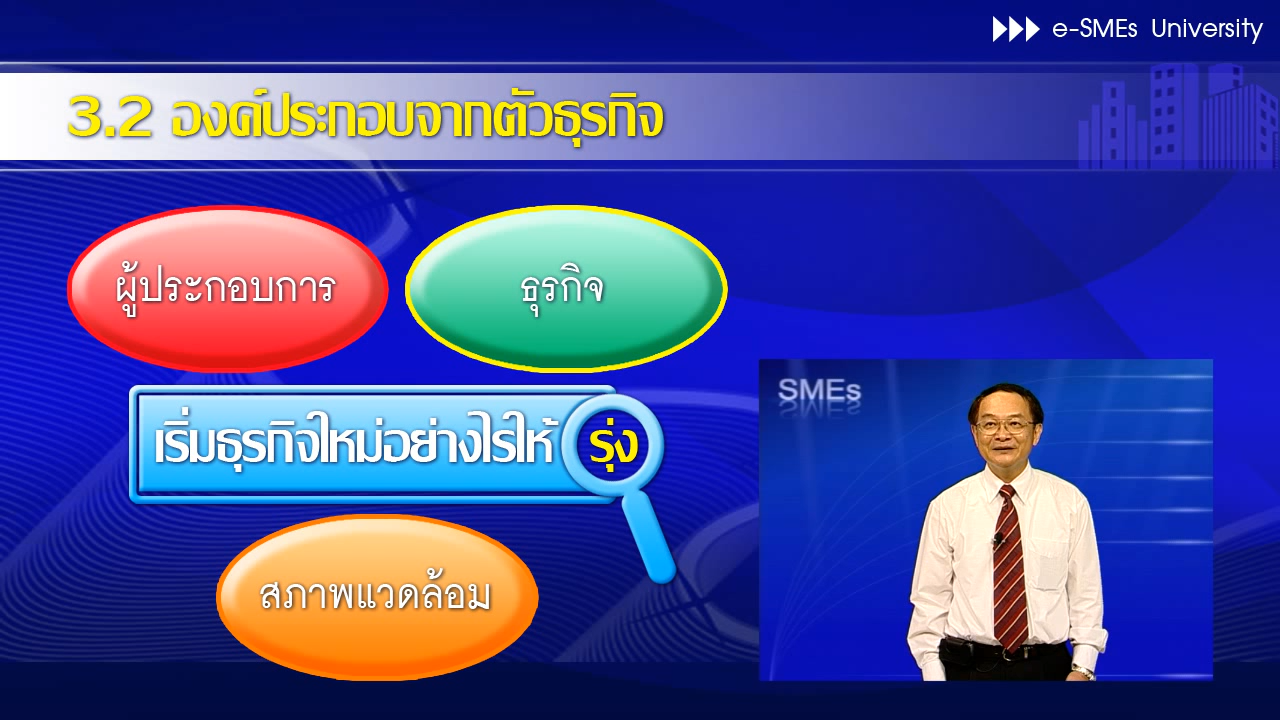 e-SMEs University
3.2 องค์ประกอบจากตัวธุรกิจ
ผู้ประกอบการ
ธุรกิจ
เริ่มธุรกิจใหม่อย่างไรให้ รุ่ง
สภาพแวดล้อม
SMEs